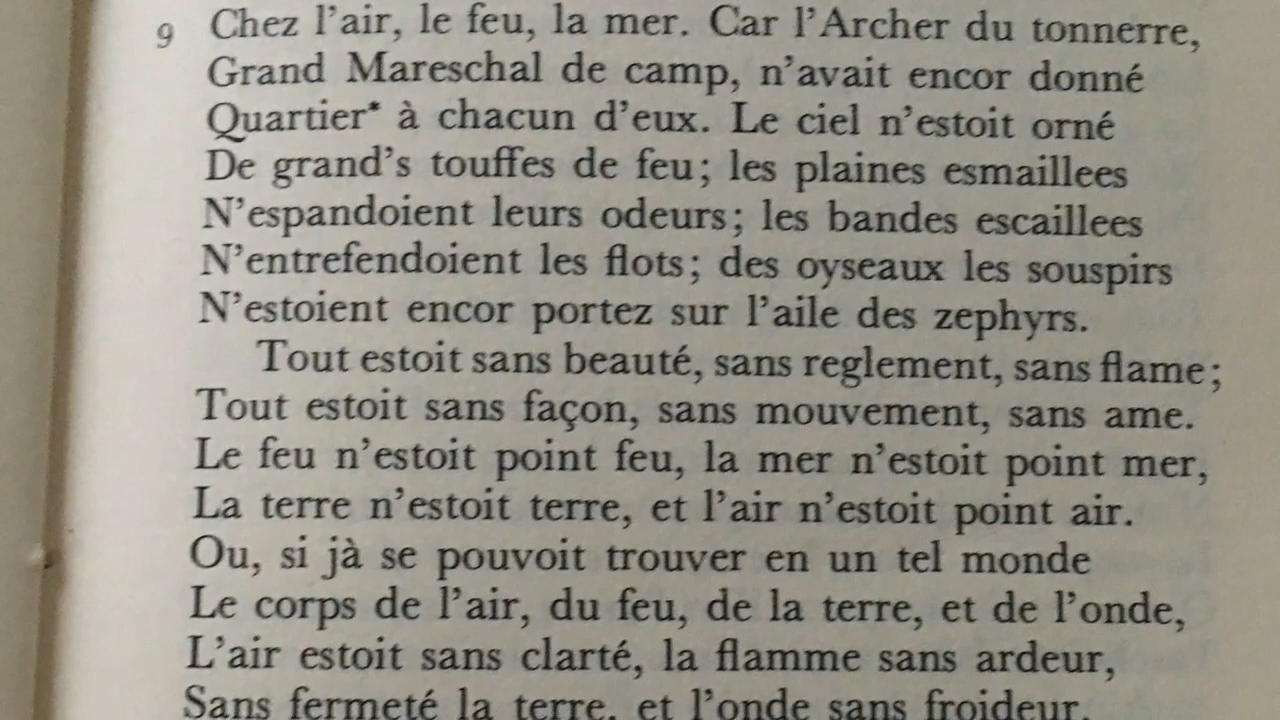 9 Chez l'air, le feu, la mer. Car l'Archer du tonnerre,
Grand Mareschal de camp, n'avait encor donné
Quartier* à chacun d'eux. Le ciel n'estoit orné
De grand's touffes de feu; les plaines esmaillees
N'espandoient leurs odeurs; les bandes escaillees
N'entrefendoient les flots; des oyseaux les souspirs
N'estoient encor portez sur l'aile des zephyrs.
Tout estoit sans beauté, sans reglement, sans flame;
Tout estoit sans façon, sans mouvement, sans ame.
Le feu n'estoit point feu, la mer n'estoit point mer,
La terre n'estoit terre, et l'air n'estoit point air.
Ou, si jà se pouvoit trouver en un tel monde
Le corps de l'air, du feu, de la terre, et de l'onde,
L'air estoit sans clarté, la flamme sans ardeur,
Sans fermeté la terre, et l'onde sans froideur.